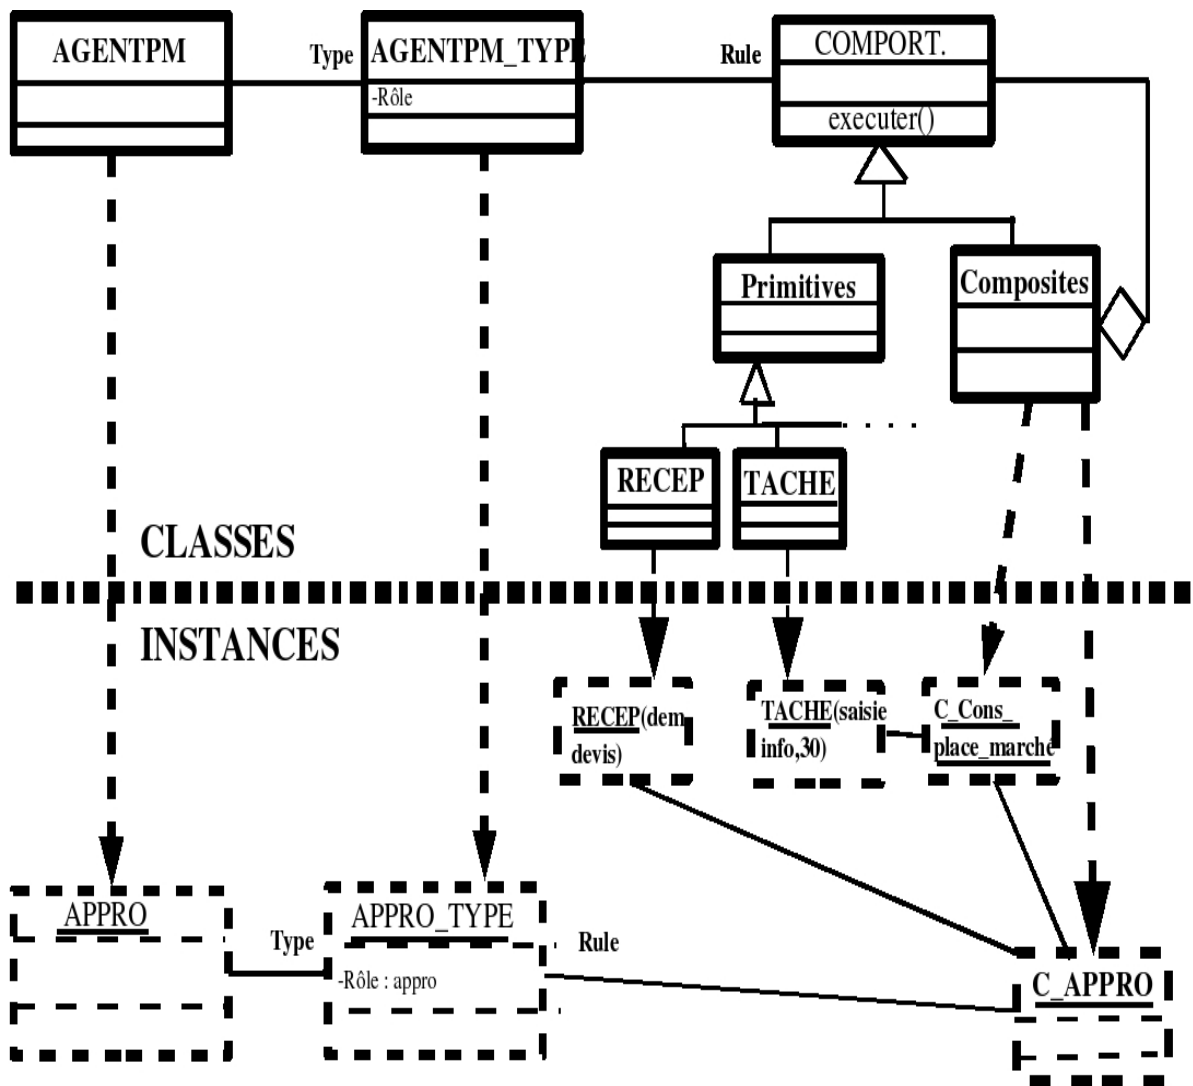 AGENTPM
Type
AGENTPM_TYPE
-Rôle
Rule
COMPORT.
executer()
Primitives
Composites
RECEP
TACHE
. . . .
CLASSES
INSTANCES
RECEP(dem
devis)
TACHE(saisie
info,30)
C_Cons_
place_marché
APPRO
Type
APPRO_TYPE
-Rôle : appro
Rule
C_APPRO